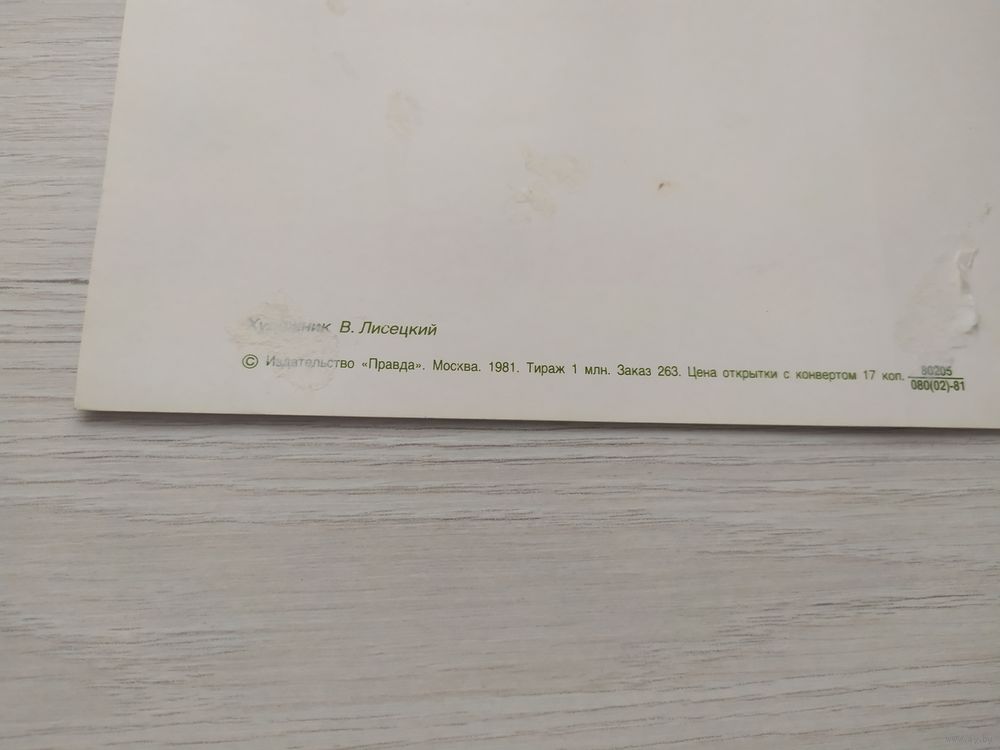 Художник В. Лисецкий
© Издательство «Правда». Москва. 1981. Тираж 1 млн. Заказ 263. Цена открытки с конвертом 17 коп. 80205
080(02)-81